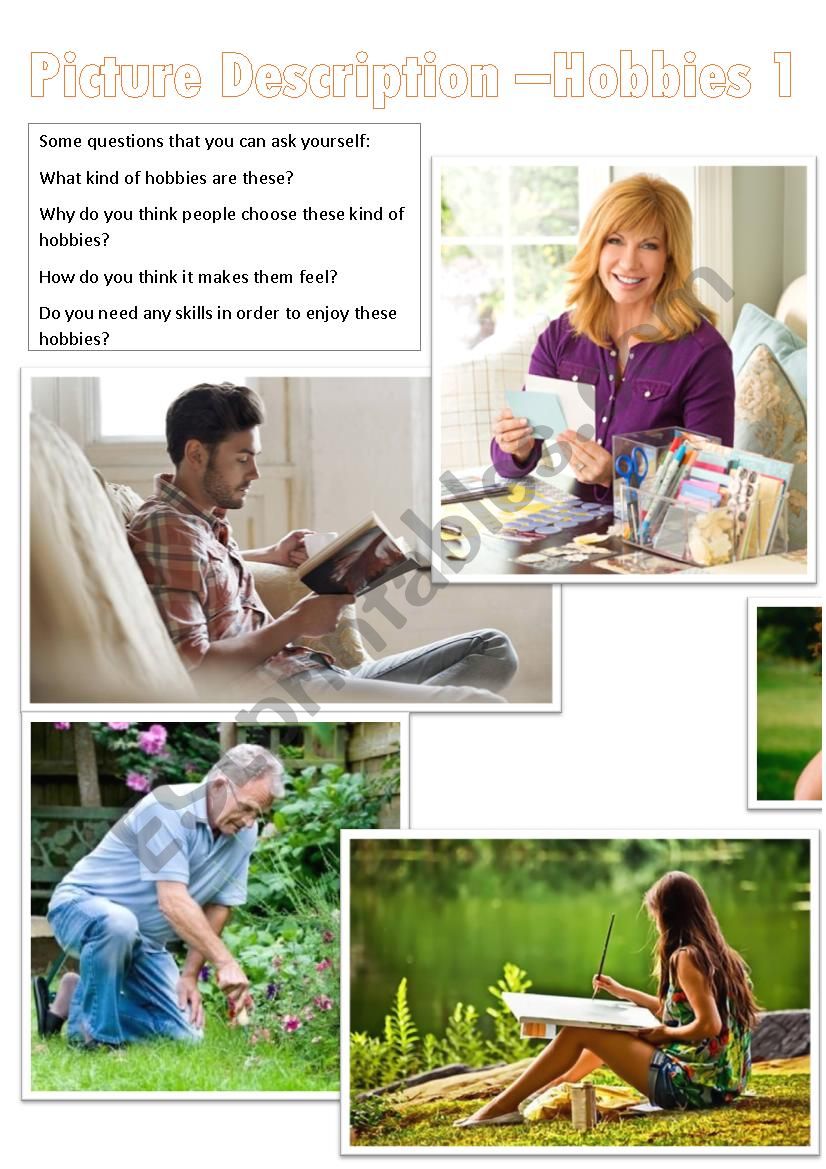 Picture Description –Hobbies 1
Some questions that you can ask yourself:
What kind of hobbies are these?
Why do you think people choose these kind of
hobbies?
How do you think it makes them feel?
Do you need any skills in order to enjoy these
hobbies?
ESLprintables.com